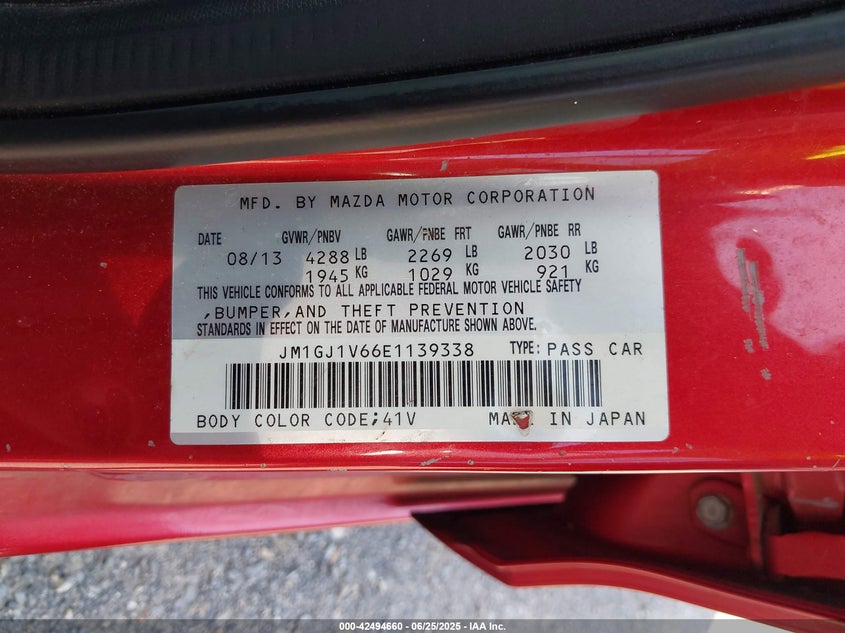 MFD. BY MAZDA MOTOR CORPORATION
DATE GVWR/PNBV GAWR/PNBE FRT GAWR/PNBE RR
08/13 4288 LB 2269 LB 2030 LB
1945 KG 1029 KG 921 KG
THIS VEHICLE CONFORMS TO ALL APPLICABLE FEDERAL MOTOR VEHICLE SAFETY
,BUMPER,AND THEFT PREVENTION
STANDARDS IN EFFECT ON THE DATE OF MANUFACTURE SHOWN ABOVE.
JM1GJ1V66E1139338 TYPE: PASS CAR
BODY COLOR CODE;41V MADE IN JAPAN
000-42494660 - 06/25/2025 - IAA Inc.